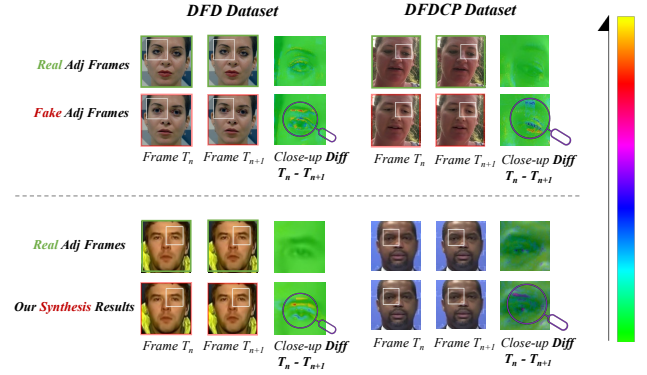 DFD Dataset
DFDCP Dataset
Real Adj Frames
Fake Adj Frames
Frame Tn
Frame Tn+1
Close-up Diff
Tn - Tn+1
Frame Tn
Frame Tn+1
Close-up Diff
Tn - Tn+1
Real Adj Frames
Our Synthesis Results
Frame Tn
Frame Tn+1
Close-up Diff
Tn - Tn+1
Frame Tn
Frame Tn+1
Close-up Diff
Tn - Tn+1